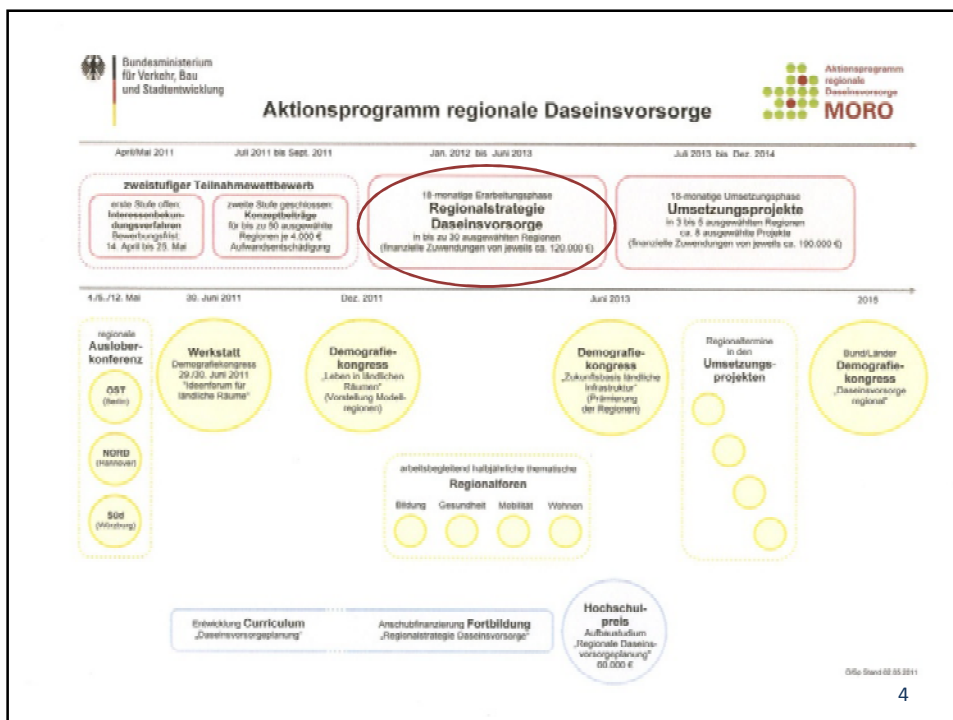 Bundesministerium
für Verkehr, Bau
und Stadtentwicklung
Aktionsprogramm regionale Daseinsvorsorge
Aktionsprogramm
regionale
Daseinsvorsorge
MORO
April/Mai 2011
Juli 2011 bis Sept. 2011
Jan. 2012 bis Juni 2013
Juli 2013 bis Dez. 2014
zweistufiger Teilnahmewettbewerb
erste Stufe offen:
Interessenbekun-
dungsverfahren
Bewerbungsfrist:
14. April bis 25. Mai
zweite Stufe geschlossen:
Konzeptbeiträge
für bis zu 50 ausgewählte
Regionen je 4.000 €
Aufwandsentschädigung
18-monatige Erarbeitungsphase
Regionalstrategie
Daseinsvorsorge
in bis zu 30 ausgewählten Regionen
(finanzielle Zuwendungen von jeweils ca. 120.000 €)
18-monatige Umsetzungsphase
Umsetzungsprojekte
in 3 bis 5 ausgewählten Regionen
ca. 8 ausgewählte Projekte
(finanzielle Zuwendungen von jeweils ca. 100.000 €)
4./5./12. Mai
30. Juni 2011
Dez. 2011
Juni 2013
2015
regionale
Auslober-
konferenz
OST
(Berlin)
NORD
(Hannover)
Süd
(Würzburg)
Werkstatt
Demografiekongress
29./30. Juni 2011
"Ideenforum für
ländliche Räume"
Demografie-
kongress
„Leben in ländlichen
Räumen"
(Vorstellung Modell-
regionen)
Demografie-
kongress
„Zukunftsbasis ländliche
Infrastruktur"
(Prämierung
der Regionen)
Regionaltermine
in den
Umsetzungs-
projekten
Bund/Länder
Demografie-
kongress
„Daseinsvorsorge
regional"
arbeitsbegleitend halbjährliche thematische
Regionalforen
Bildung Gesundheit Mobilität Wohnen
Entwicklung Curriculum
„Daseinsvorsorgeplanung"
Anschubfinanzierung Fortbildung
„Regionalstrategie Daseinsvorsorge"
Hochschul-
preis
Aufbaustudium
„Regionale Daseins-
vorsorgeplanung"
60.000 €
Stand 02.05.2011
4